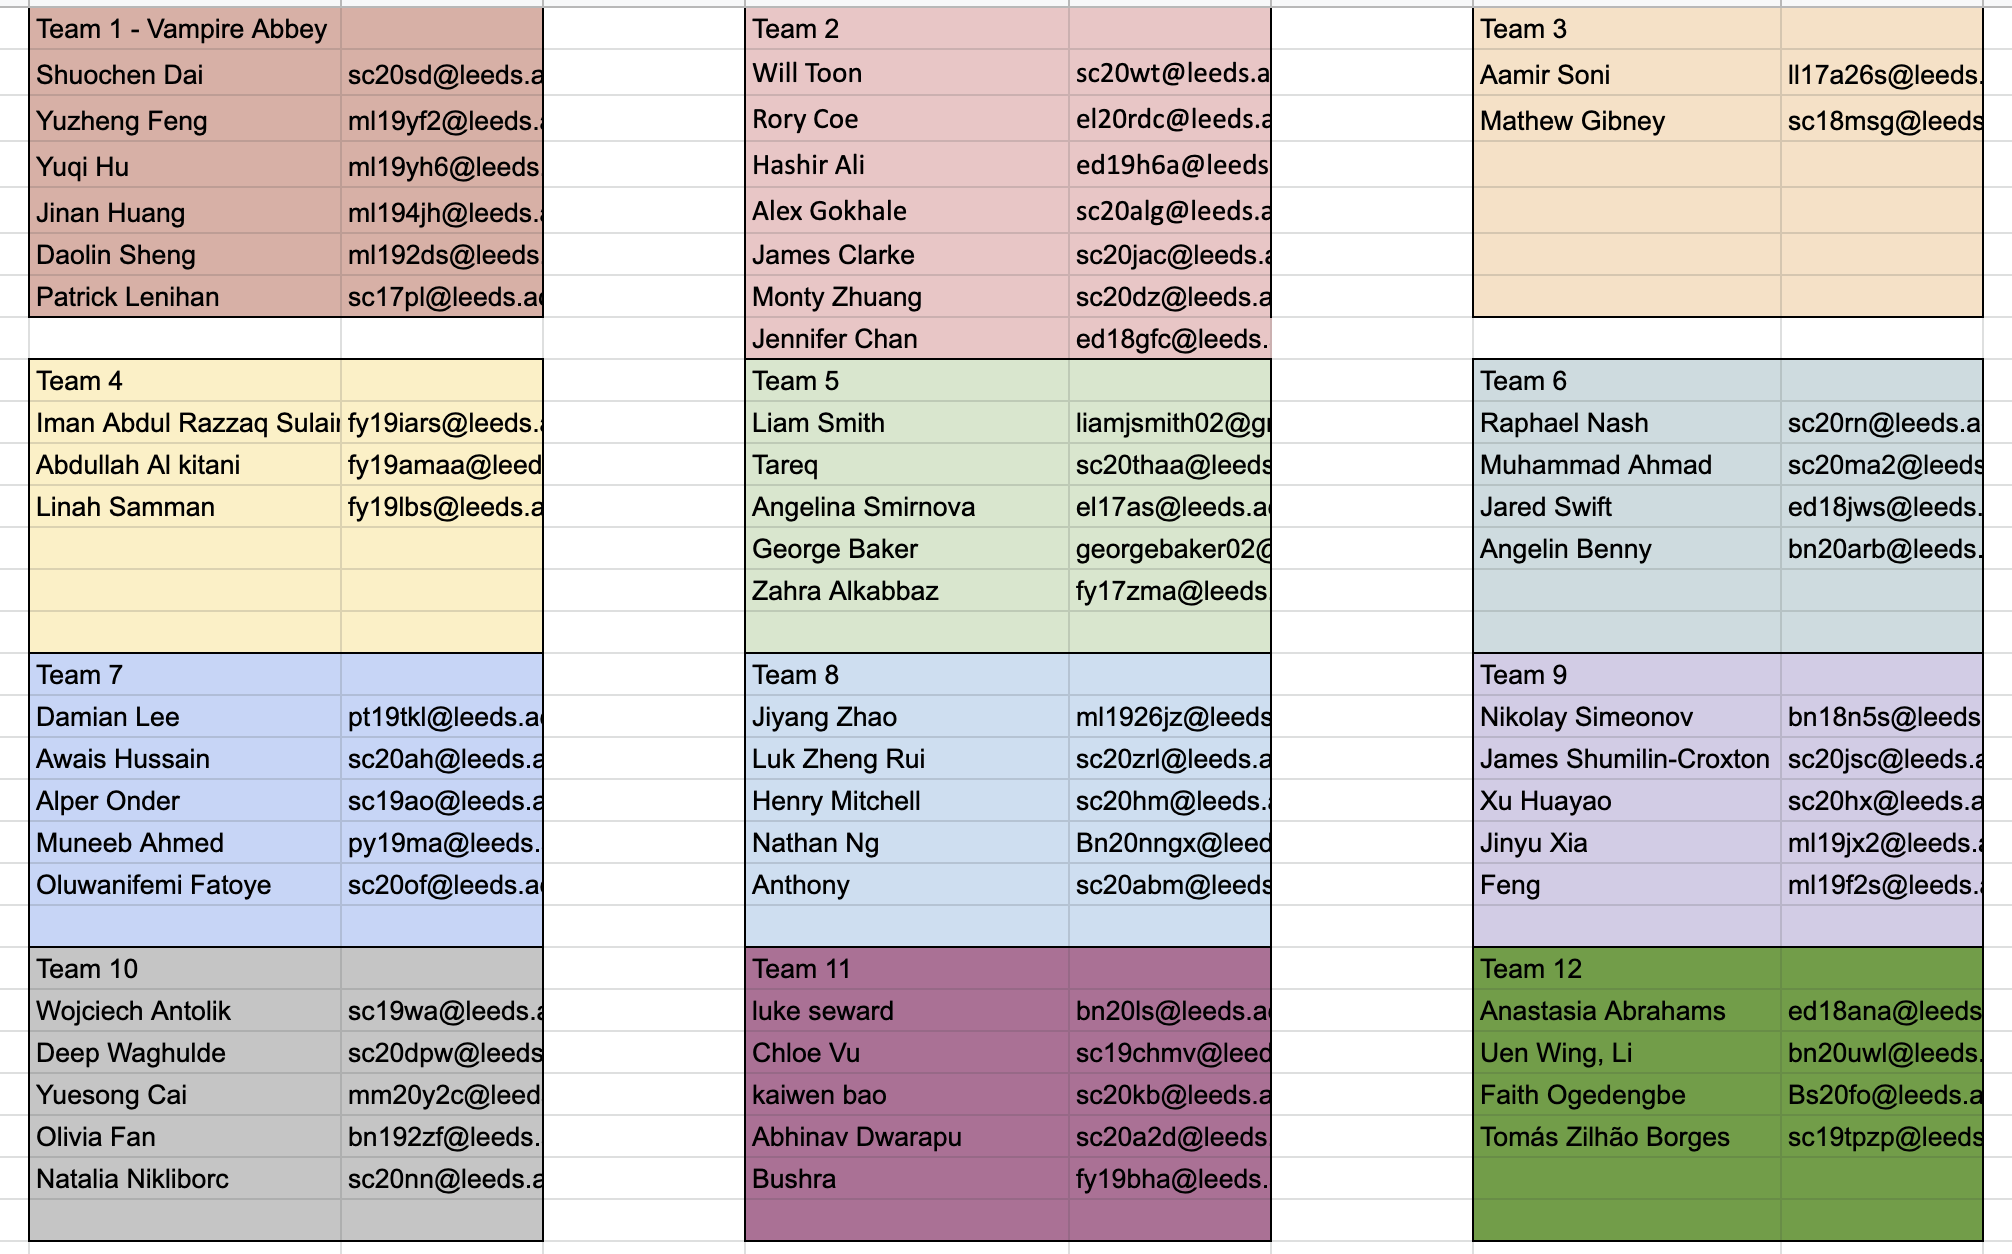 Team 1 - Vampire Abbey
Shuochen Dai sc20sd@leeds.a
Yuzheng Feng ml19yf2@leeds.
Yuqi Hu ml19yh6@leeds.
Jinan Huang ml194jh@leeds.
Daolin Sheng ml192ds@leeds.
Patrick Lenihan sc17pl@leeds.a
Team 2
Will Toon sc20wt@leeds.a
Rory Coe el20rdc@leeds.a
Hashir Ali ed19h6a@leeds
Alex Gokhale sc20alg@leeds.a
James Clarke sc20jac@leeds.
Monty Zhuang sc20dz@leeds.a
Jennifer Chan ed18gfc@leeds.
Team 3
Aamir Soni ll17a26s@leeds.
Mathew Gibney sc18msg@leeds
Team 4
Iman Abdul Razzaq Sulai fy19iars@leeds.
Abdullah Al kitani fy19amaa@leed
Linah Samman fy19lbs@leeds.a
Team 5
Liam Smith liamjsmith02@g
Tareq sc20thaa@leeds
Angelina Smirnova el17as@leeds.a
George Baker georgebaker02@
Zahra Alkabbaz fy17zma@leeds.
Team 6
Raphael Nash sc20rn@leeds.a
Muhammad Ahmad sc20ma2@leeds
Jared Swift ed18jws@leeds.
Angelin Benny bn20arb@leeds.
Team 7
Damian Lee pt19tkl@leeds.a
Awais Hussain sc20ah@leeds.a
Alper Onder sc19ao@leeds.a
Muneeb Ahmed py19ma@leeds.
Oluwanifemi Fatoye sc20of@leeds.a
Team 8
Jiyang Zhao ml1926jz@leeds
Luk Zheng Rui sc20zrl@leeds.a
Henry Mitchell sc20hm@leeds.
Nathan Ng Bn20nngx@leed
Anthony sc20abm@leeds
Team 9
Nikolay Simeonov bn18n5s@leeds
James Shumilin-Croxton sc20jsc@leeds.
Xu Huayao sc20hx@leeds.a
Jinyu Xia ml19jx2@leeds.
Feng ml19f2s@leeds.
Team 10
Wojciech Antolik sc19wa@leeds.a
Deep Waghulde sc20dpw@leeds
Yuesong Cai mm20y2c@leed
Olivia Fan bn192zf@leeds.
Natalia Nikliborc sc20nn@leeds.a
Team 11
luke seward bn20ls@leeds.a
Chloe Vu sc19chmv@leed
kaiwen bao sc20kb@leeds.a
Abhinav Dwarapu sc20a2d@leeds
Bushra fy19bha@leeds.
Team 12
Anastasia Abrahams ed18ana@leeds
Uen Wing, Li bn20uwl@leeds.
Faith Ogedengbe Bs20fo@leeds.a
Tomás Zilhão Borges sc19tpzp@leeds